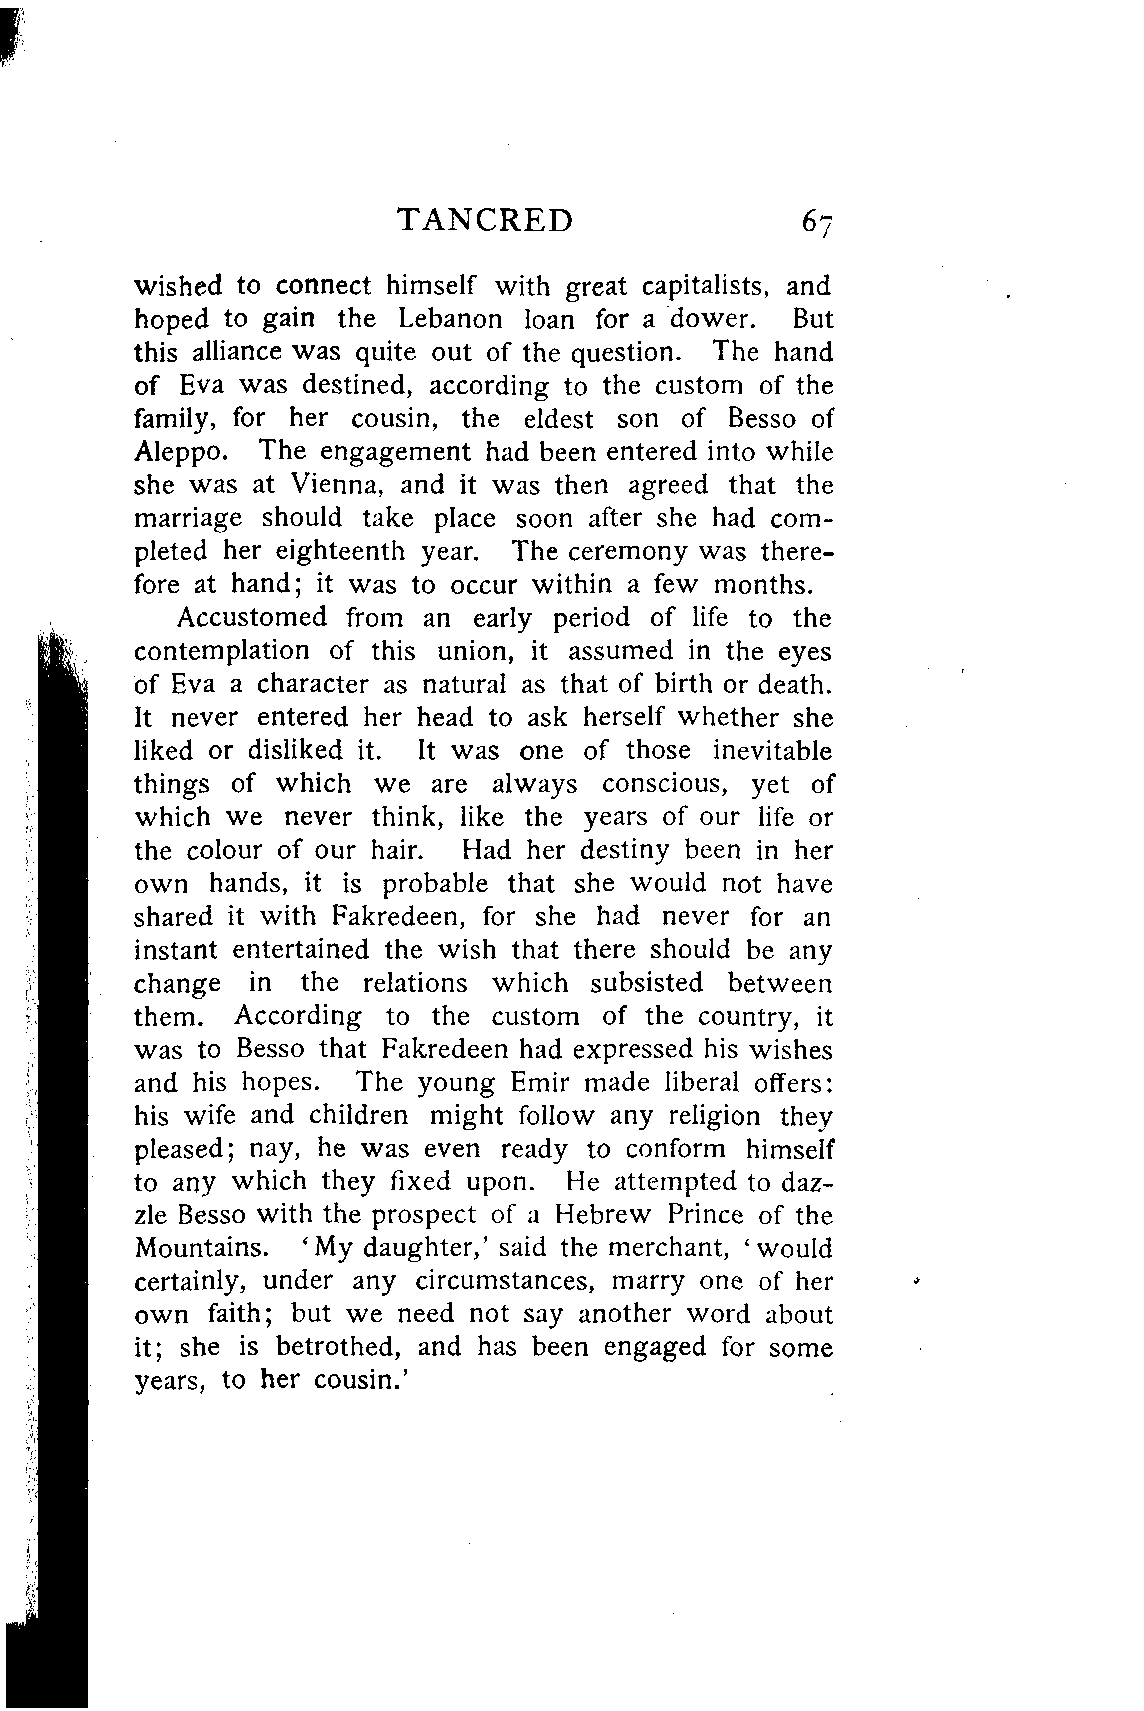 TANCRED 67
wished to connect himself with great capitalists, and
hoped to gain the Lebanon loan for a dower. But
this alliance was quite out of the question. The hand
of Eva was destined, according to the custom of the
family, for her cousin, the eldest son of Besso of
Aleppo. The engagement had been entered into while
she was at Vienna, and it was then agreed that the
marriage should take place soon after she had com-
pleted her eighteenth year. The ceremony was there-
fore at hand; it was to occur within a few months.
Accustomed from an early period of life to the
contemplation of this union, it assumed in the eyes
of Eva a character as natural as that of birth or death.
It never entered her head to ask herself whether she
liked or disliked it. It was one of those inevitable
things of which we are always conscious, yet of
which we never think, like the years of our life or
the colour of our hair. Had her destiny been in her
own hands, it is probable that she would not have
shared it with Fakredeen, for she had never for an
instant entertained the wish that there should be any
change in the relations which subsisted between
them. According to the custom of the country, it
was to Besso that Fakredeen had expressed his wishes
and his hopes. The young Emir made liberal offers:
his wife and children might follow any religion they
pleased; nay, he was even ready to conform himself
to any which they fixed upon. He attempted to daz-
zle Besso with the prospect of a Hebrew Prince of the
Mountains. ‘My daughter,’ said the merchant, ‘would
certainly, under any circumstances, marry one of her
own faith; but we need not say another word about
it; she is betrothed, and has been engaged for some
years, to her cousin.’